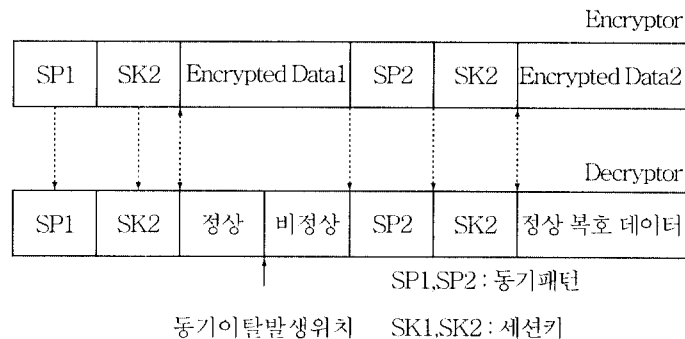 Encryptor
SP1 SK2 Encrypted Data1 SP2 SK2 Encrypted Data2
Decryptor
SP1 SK2 정상 비정상 SP2 SK2 정상 복호 데이터
SP1,SP2 : 동기패턴
동기이탈발생위치 SK1,SK2 : 세션키